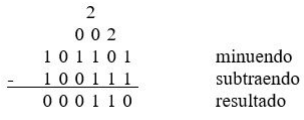 2
0 0 2
1 0 1 1 0 1 minuendo
- 1 0 0 1 1 1 subtraendo
0 0 0 1 1 0 resultado